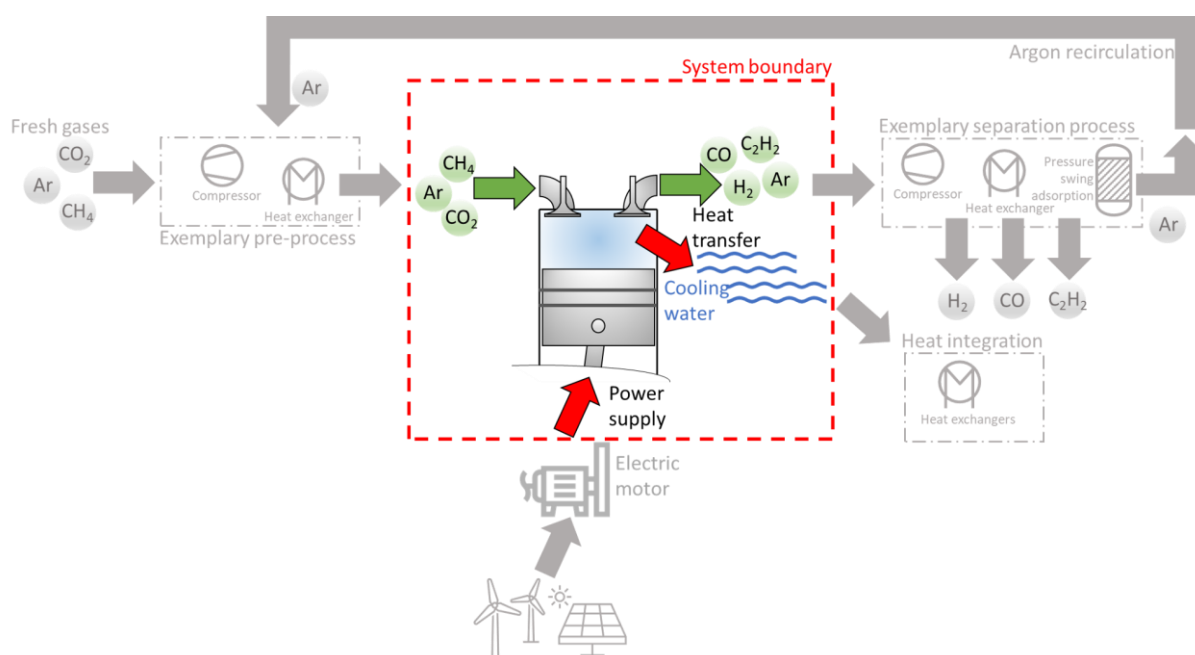 Argon recirculation
System boundary
Ar
Fresh gases
CO₂
Ar
CH₄
Compressor
Heat exchanger
Exemplary pre-process
CH₄
Ar
CO₂
CO
C₂H₂
H₂
Ar
Heat
transfer
Cooling
water
Power
supply
Exemplary separation process
Compressor
Heat exchanger
Pressure
swing
adsorption
Ar
H₂
CO
C₂H₂
Heat integration
Heat exchangers
Electric
motor